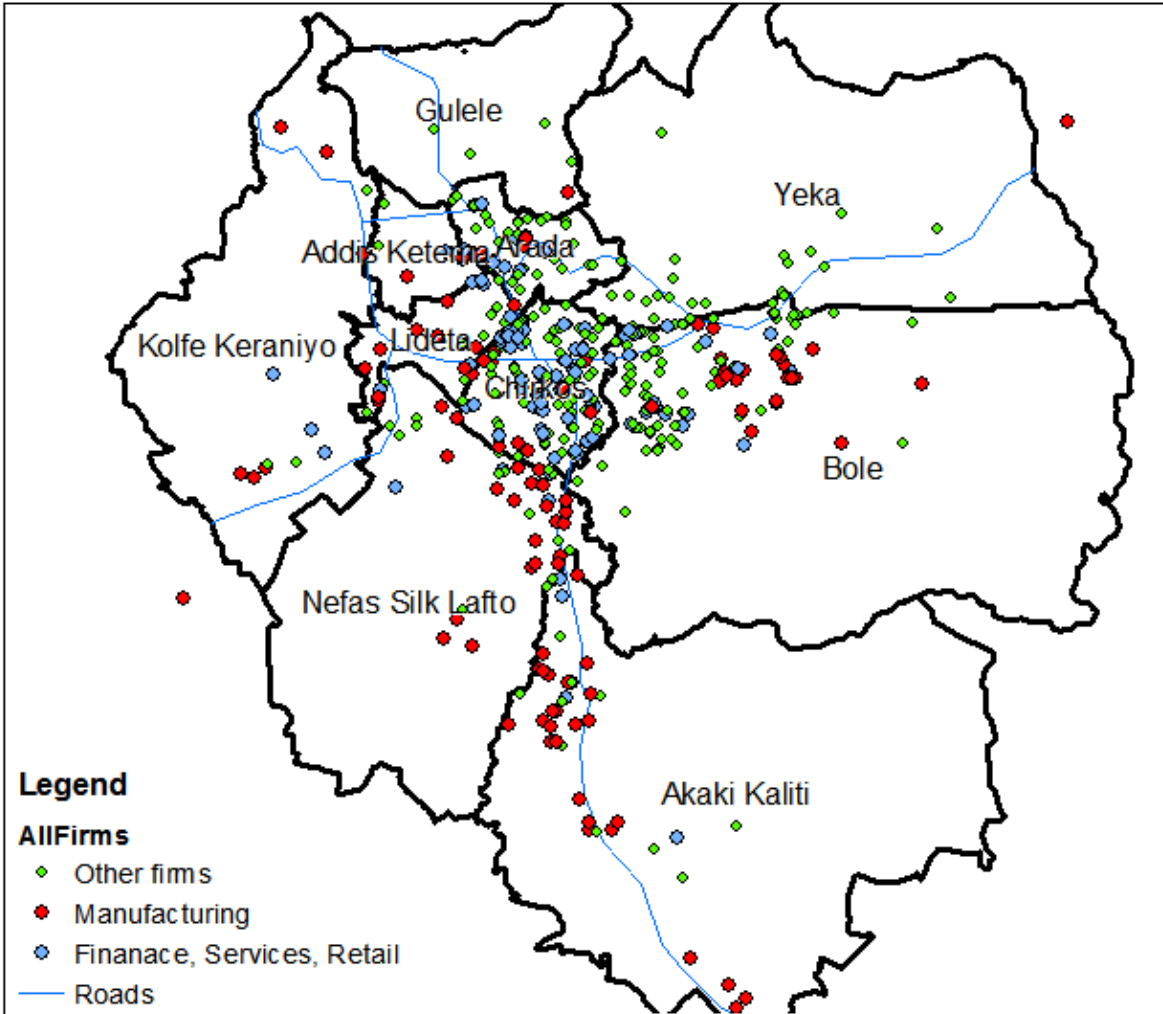 Gulele
Yeka
Addis Ketema
Arada
Kolfe Keraniyo
Lideta
Chirkos
Bole
Nefas Silk Lafto
Akaki Kaliti
Legend
AllFirms
Other firms
Manufacturing
Finanace, Services, Retail
Roads